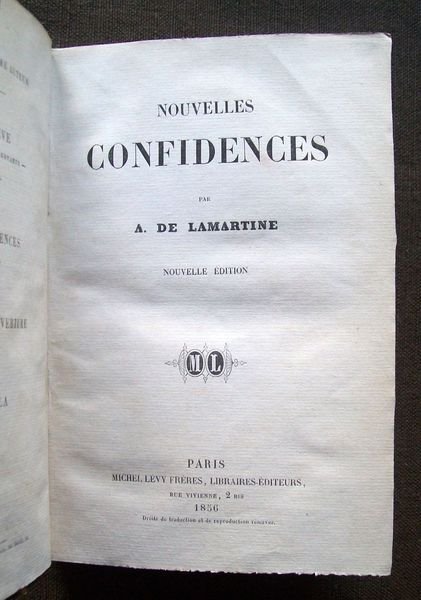 NOUVELLES
CONFIDENCES
PAR
A. DE LAMARTINE
NOUVELLE ÉDITION
ML
PARIS
MICHEL LEVY FRÈRES, LIBRAIRES-ÉDITEURS,
RUE VIVIENNE, 2 BIS
1856
Droits de traduction et de reproduction réservés.